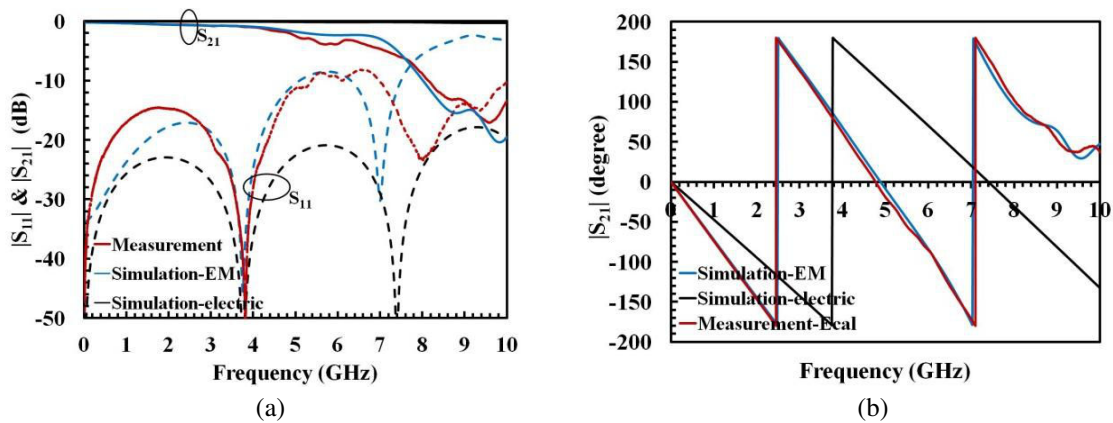 |S11| & |S21| (dB)
0
-10
-20
-30
-40
-50
S21
S11
Measurement
Simulation-EM
Simulation-electric
0 1 2 3 4 5 6 7 8 9 10
Frequency (GHz)
(a)
|S21| (degree)
200
150
100
50
0
-50
-100
-150
-200
0 1 2 3 4 5 6 7 8 9 10
Simulation-EM
Simulation-electric
Measurement-Ecal
Frequency (GHz)
(b)